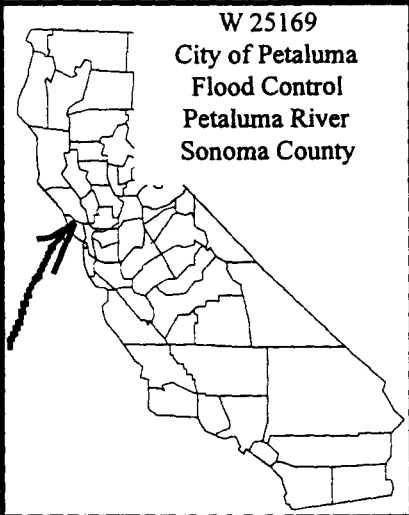 W 25169
City of Petaluma
Flood Control
Petaluma River
Sonoma County